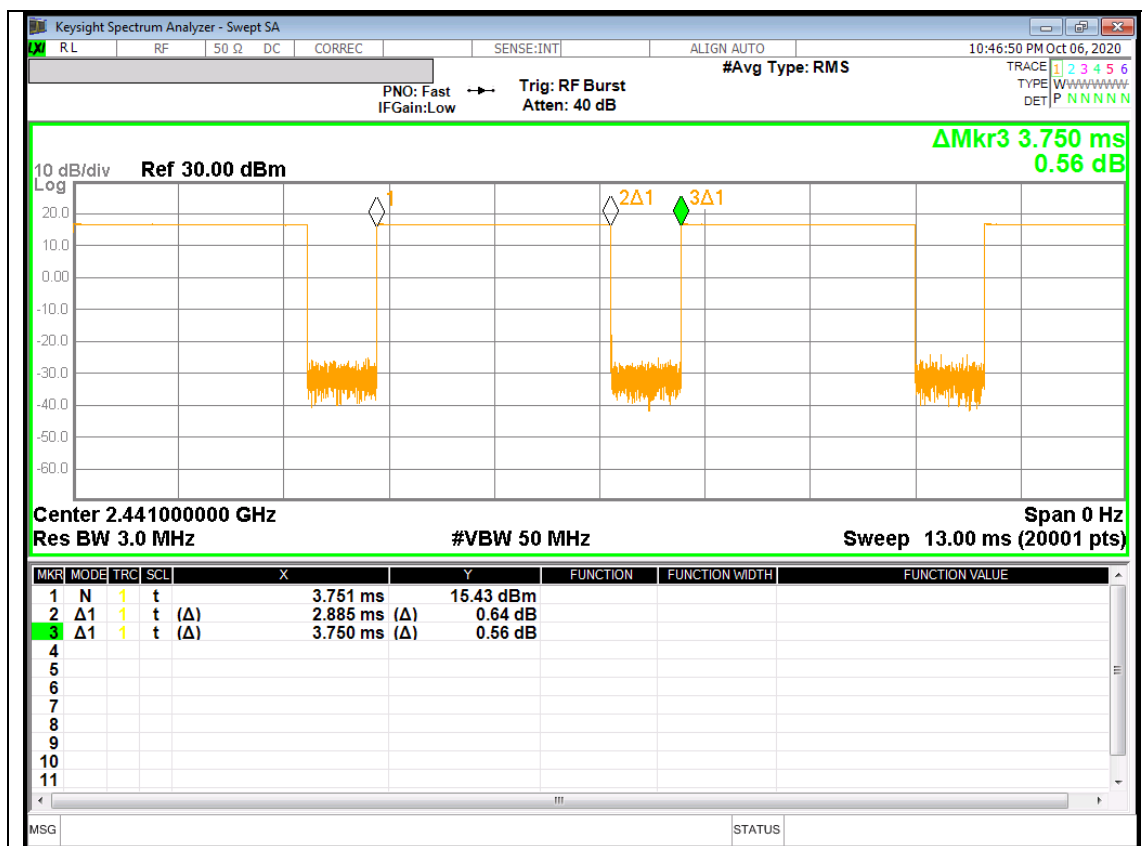 Keysight Spectrum Analyzer - Swept SA
LXI RL RF 50 Ω DC CORREC SENSE:INT ALIGN AUTO 10:46:50 PM Oct 06, 2020
#Avg Type: RMS TRACE 1 2 3 4 5 6
PNO: Fast Trig: RF Burst TYPE WWWWWW
IFGain:Low Atten: 40 dB DET P N N N N N
ΔMkr3 3.750 ms
10 dB/div Ref 30.00 dBm 0.56 dB
Log
1 2Δ1 3Δ1
20.0
10.0
0.00
-10.0
-20.0
-30.0
-40.0
-50.0
-60.0
Center 2.441000000 GHz Span 0 Hz
Res BW 3.0 MHz #VBW 50 MHz Sweep 13.00 ms (20001 pts)
MKR MODE TRC SCL X Y FUNCTION FUNCTION WIDTH FUNCTION VALUE
1 N 1 t 3.751 ms 15.43 dBm
2 Δ1 1 t (Δ) 2.885 ms (Δ) 0.64 dB
3 Δ1 1 t (Δ) 3.750 ms (Δ) 0.56 dB
4
5
6
7
8
9
10
11
MSG STATUS